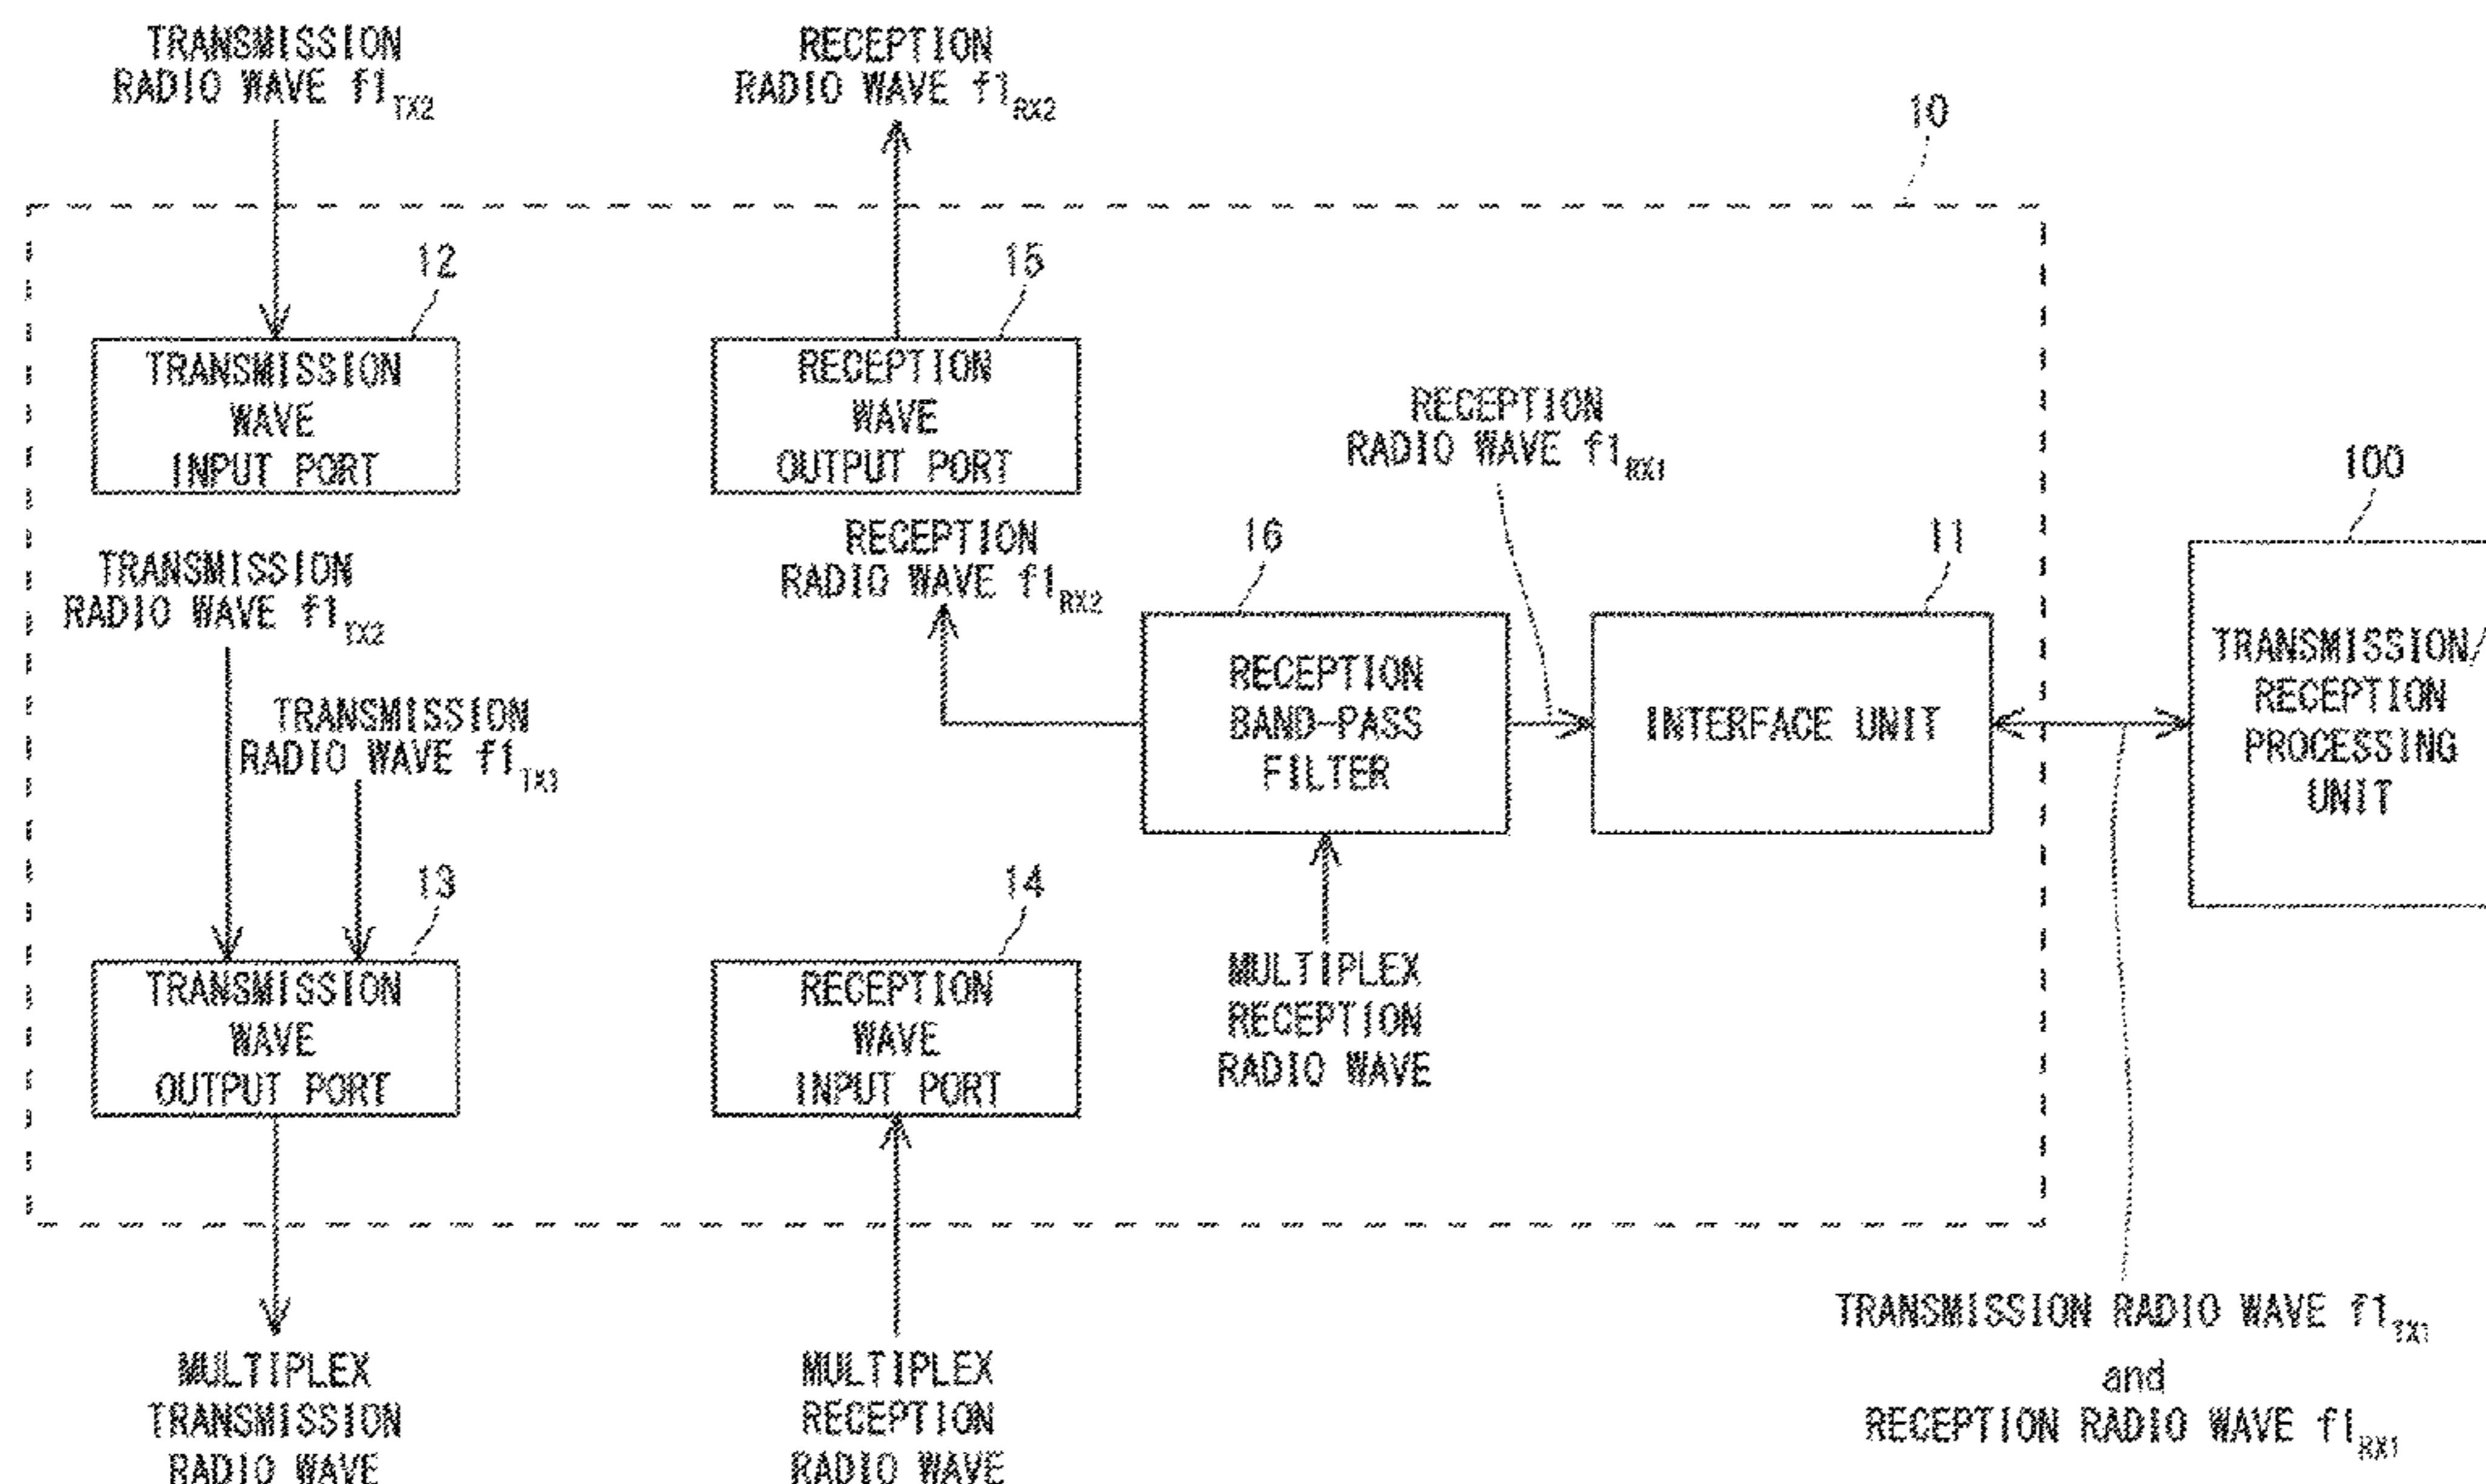 TRANSMISSION
RADIO WAVE f1TX2
RECEPTION
RADIO WAVE f1RX2
10
12
TRANSMISSION
WAVE
INPUT PORT
15
RECEPTION
WAVE
OUTPUT PORT
RECEPTION
RADIO WAVE f1RX1
100
TRANSMISSION/
RECEPTION
PROCESSING
UNIT
TRANSMISSION
RADIO WAVE f1TX2
RECEPTION
RADIO WAVE f1RX2
16
RECEPTION
BAND-PASS
FILTER
11
INTERFACE UNIT
TRANSMISSION
RADIO WAVE f1TX1
13
TRANSMISSION
WAVE
OUTPUT PORT
14
RECEPTION
WAVE
INPUT PORT
MULTIPLEX
RECEPTION
RADIO WAVE
MULTIPLEX
TRANSMISSION
RADIO WAVE
MULTIPLEX
RECEPTION
RADIO WAVE
TRANSMISSION RADIO WAVE f1TX1
and
RECEPTION RADIO WAVE f1RX1